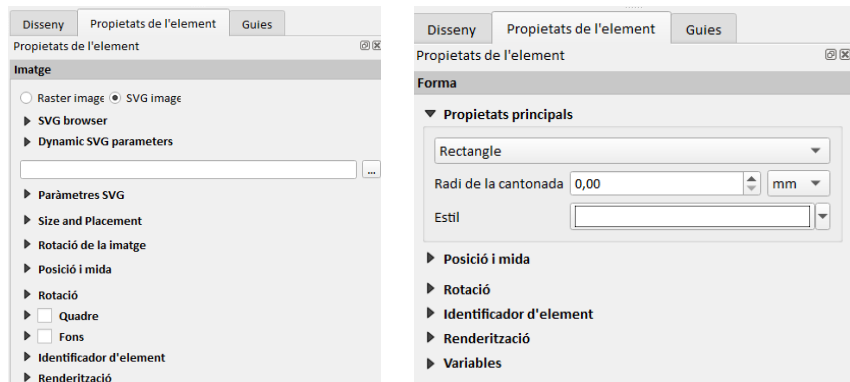 Disseny Propietats de l'element Guies
Propietats de l'element
Imatge
Raster image SVG image
SVG browser
Dynamic SVG parameters
...
Paràmetres SVG
Size and Placement
Rotació de la imatge
Posició i mida
Rotació
Quadre
Fons
Identificador d'element
Renderització
Disseny Propietats de l'element Guies
Propietats de l'element
Forma
Propietats principals
Rectangle
Radi de la cantonada 0,00 mm
Estil
Posició i mida
Rotació
Identificador d'element
Renderització
Variables